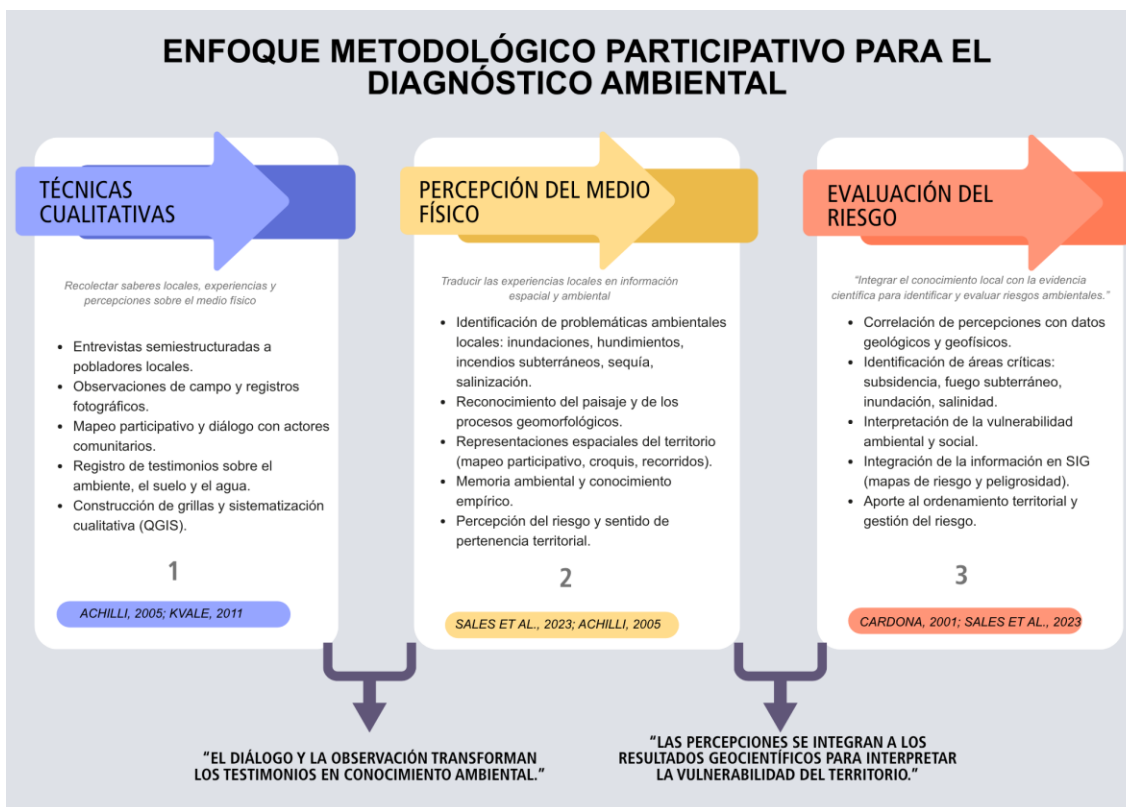 ENFOQUE METODOLÓGICO PARTICIPATIVO PARA EL
DIAGNÓSTICO AMBIENTAL
TÉCNICAS
CUALITATIVAS
Recolectar saberes locales, experiencias y
percepciones sobre el medio físico
• Entrevistas semiestructuradas a
pobladores locales.
• Observaciones de campo y registros
fotográficos.
• Mapeo participativo y diálogo con actores
comunitarios.
• Registro de testimonios sobre el
ambiente, el suelo y el agua.
• Construcción de grillas y sistematización
cualitativa (QGIS).
1
ACHILLI, 2005; KVALE, 2011
PERCEPCIÓN DEL MEDIO
FÍSICO
Traducir las experiencias locales en información
espacial y ambiental
• Identificación de problemáticas ambientales
locales: inundaciones, hundimientos,
incendios subterráneos, sequía,
salinización.
• Reconocimiento del paisaje y de los
procesos geomorfológicos.
• Representaciones espaciales del territorio
(mapeo participativo, croquis, recorridos).
• Memoria ambiental y conocimiento
empírico.
• Percepción del riesgo y sentido de
pertenencia territorial.
2
SALES ET AL., 2023; ACHILLI, 2005
EVALUACIÓN DEL
RIESGO
“Integrar el conocimiento local con la evidencia
científica para identificar y evaluar riesgos ambientales.”
• Correlación de percepciones con datos
geológicos y geofísicos.
• Identificación de áreas críticas:
subsidencia, fuego subterráneo,
inundación, salinidad.
• Interpretación de la vulnerabilidad
ambiental y social.
• Integración de la información en SIG
(mapas de riesgo y peligrosidad).
• Aporte al ordenamiento territorial y
gestión del riesgo.
3
CARDONA, 2001; SALES ET AL., 2023
“EL DIÁLOGO Y LA OBSERVACIÓN TRANSFORMAN
LOS TESTIMONIOS EN CONOCIMIENTO AMBIENTAL.”
“LAS PERCEPCIONES SE INTEGRAN A LOS
RESULTADOS GEOCIENTÍFICOS PARA INTERPRETAR
LA VULNERABILIDAD DEL TERRITORIO.”